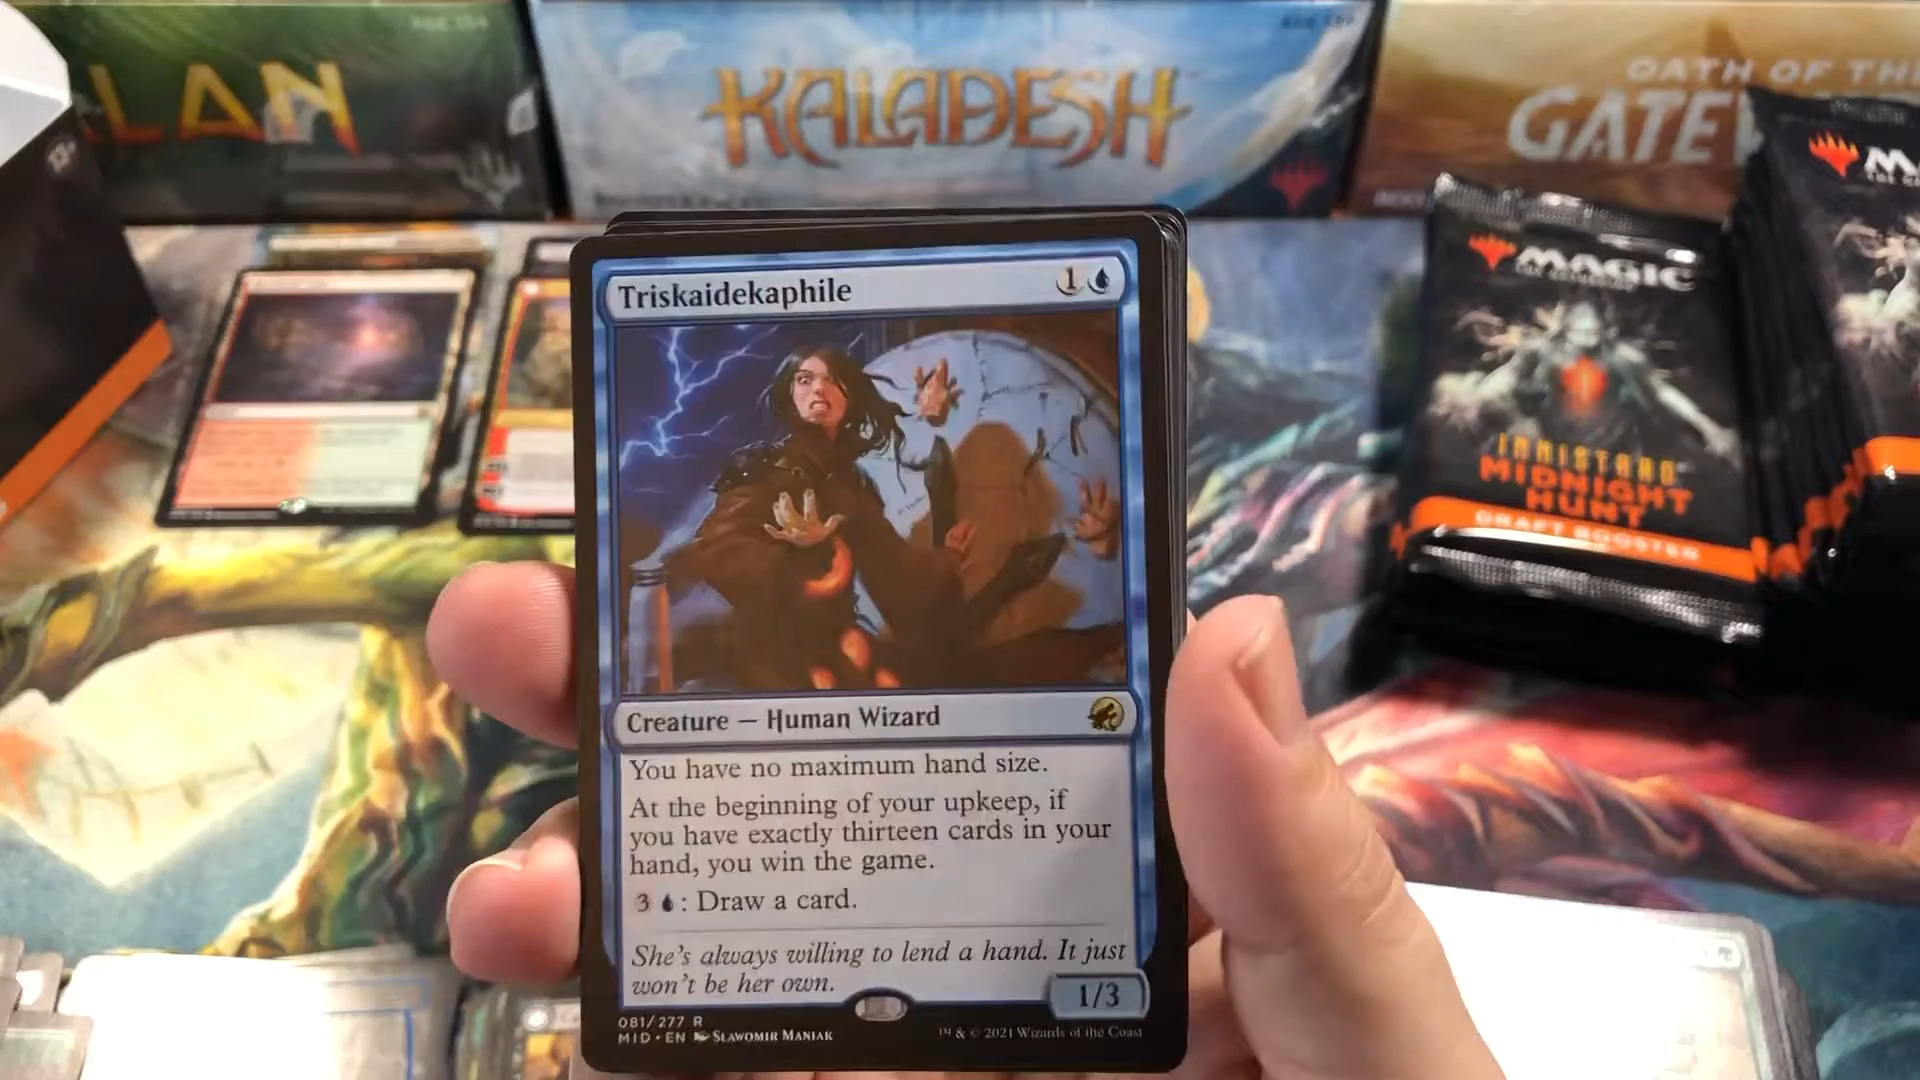 LAN
KALADESH
OATH OF THE
GATEW
MAGIC
INNISTRAD
MIDNIGHT
HUNT
DRAFT BOOSTER
M
Triskaidekaphile
1
Creature — Human Wizard
You have no maximum hand size.
At the beginning of your upkeep, if
you have exactly thirteen cards in your
hand, you win the game.
3 : Draw a card.
She's always willing to lend a hand. It just
won't be her own.
1/3
081/277 R
MID • EN SŁAWOMIR MANIAK
™ & © 2021 Wizards of the Coast